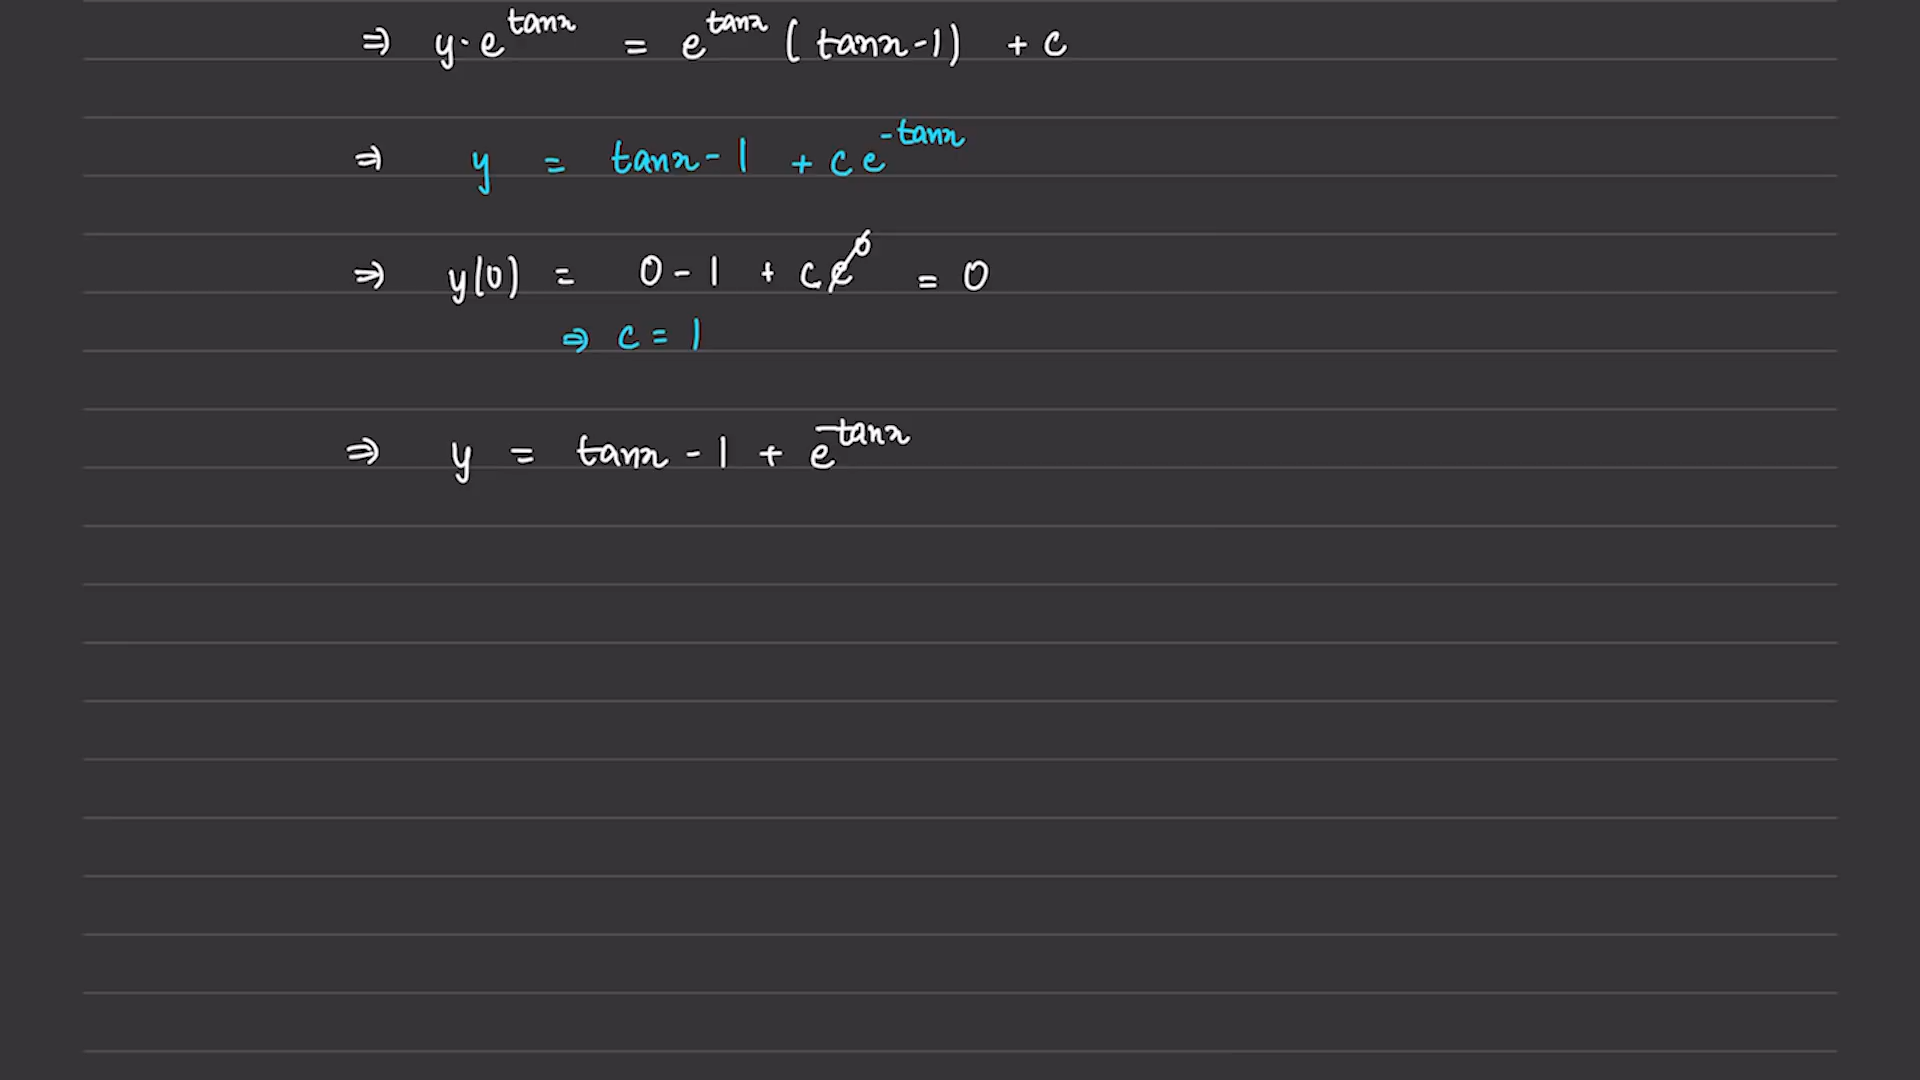 ⇒ y·e^tanx = e^tanx (tanx-1) + c
⇒ y = tanx - 1 + ce^-tanx
⇒ y(0) = 0 - 1 + ce^0 = 0
⇒ c = 1
⇒ y = tanx - 1 + e^-tanx